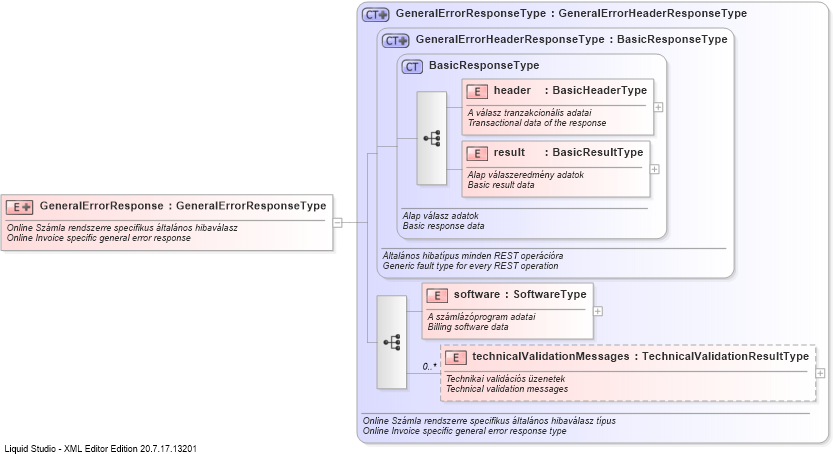 CT GeneralErrorResponseType : GeneralErrorHeaderResponseType
CT GeneralErrorHeaderResponseType : BasicResponseType
CT BasicResponseType
E header : BasicHeaderType
A válasz tranzakcionális adatai
Transactional data of the response
E result : BasicResultType
Alap válaszeredmény adatok
Basic result data
Alap válasz adatok
Basic response data
Általános hibatípus minden REST operációra
Generic fault type for every REST operation
E GeneralErrorResponse : GeneralErrorResponseType
Online Számla rendszerre specifikus általános hibaválasz
Online Invoice specific general error response
E software : SoftwareType
A számlázóprogram adatai
Billing software data
0..*
E technicalValidationMessages : TechnicalValidationResultType
Technikai validációs üzenetek
Technical validation messages
Online Számla rendszerre specifikus általános hibaválasz típus
Online Invoice specific general error response type
Liquid Studio - XML Editor Edition 20.7.17.13201